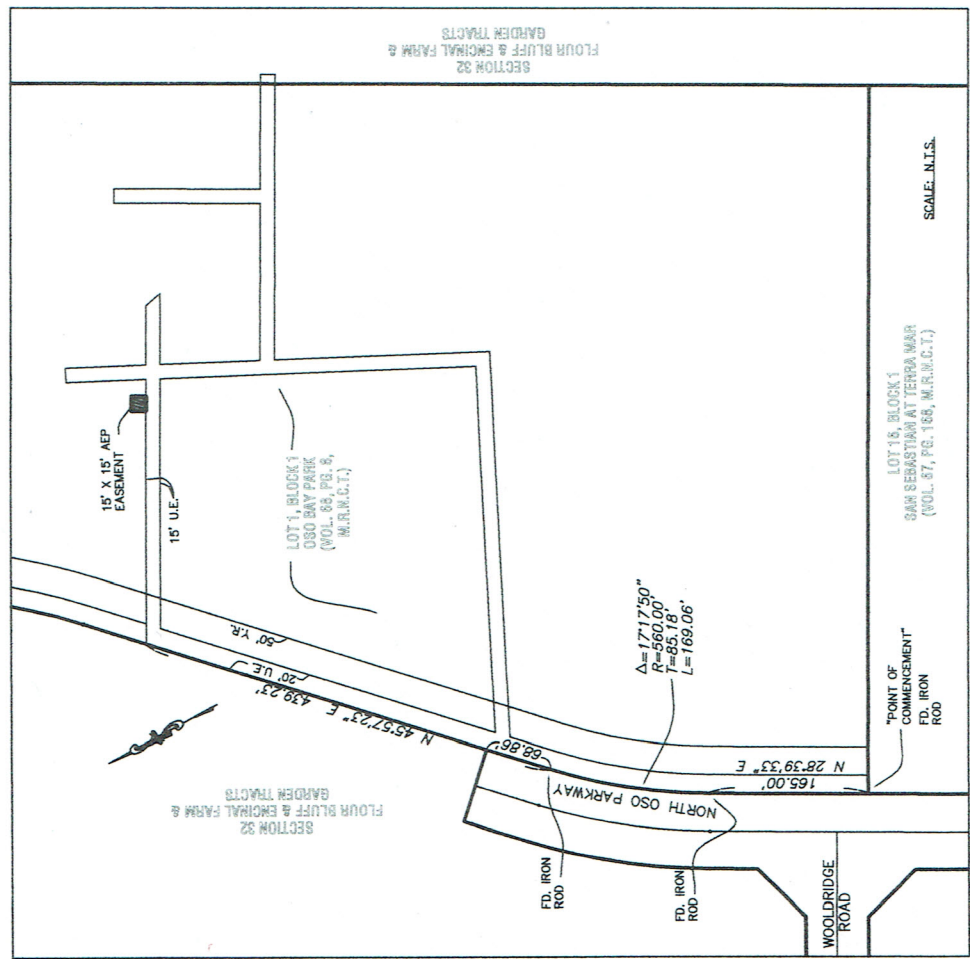 SECTION 32
FLOUR BLUFF & ENCINAL FARM &
GARDEN TRACTS
15' X 15' AEP
EASEMENT
15' U.E.
LOT 1, BLOCK 1
OSO BAY PARK
(VOL. 68, PG. 6,
M.R.N.C.T.)
50' Y.R.
20' U.E.
N 45°57'23" E 439.23'
68.86'
SECTION 32
FLOUR BLUFF & ENCINAL FARM &
GARDEN TRACTS
Δ=17°17'50"
R=560.00'
T=85.18'
L=169.06'
NORTH OSO PARKWAY
N 28°39'33" E
165.00'
FD. IRON
ROD
FD. IRON
ROD
WOOLDRIDGE
ROAD
"POINT OF
COMMENCEMENT"
FD. IRON
ROD
LOT 18, BLOCK 1
SAN SEBASTIAN AT TERRA MAR
(VOL. 67, PG. 168, M.R.N.C.T.)
SCALE: N.T.S.